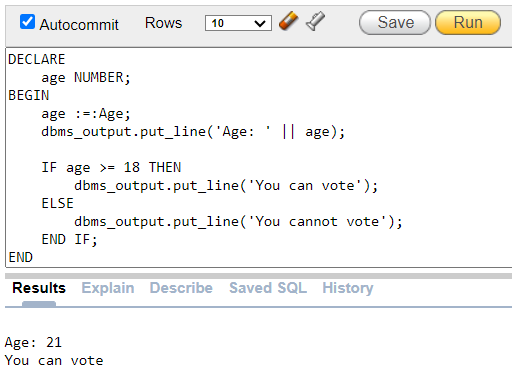 Autocommit Rows 10 Save Run
DECLARE
    age NUMBER;
BEGIN
    age :=:Age;
    dbms_output.put_line('Age: ' || age);

    IF age >= 18 THEN
        dbms_output.put_line('You can vote');
    ELSE
        dbms_output.put_line('You cannot vote');
    END IF;
END
Results Explain Describe Saved SQL History
Age: 21
You can vote